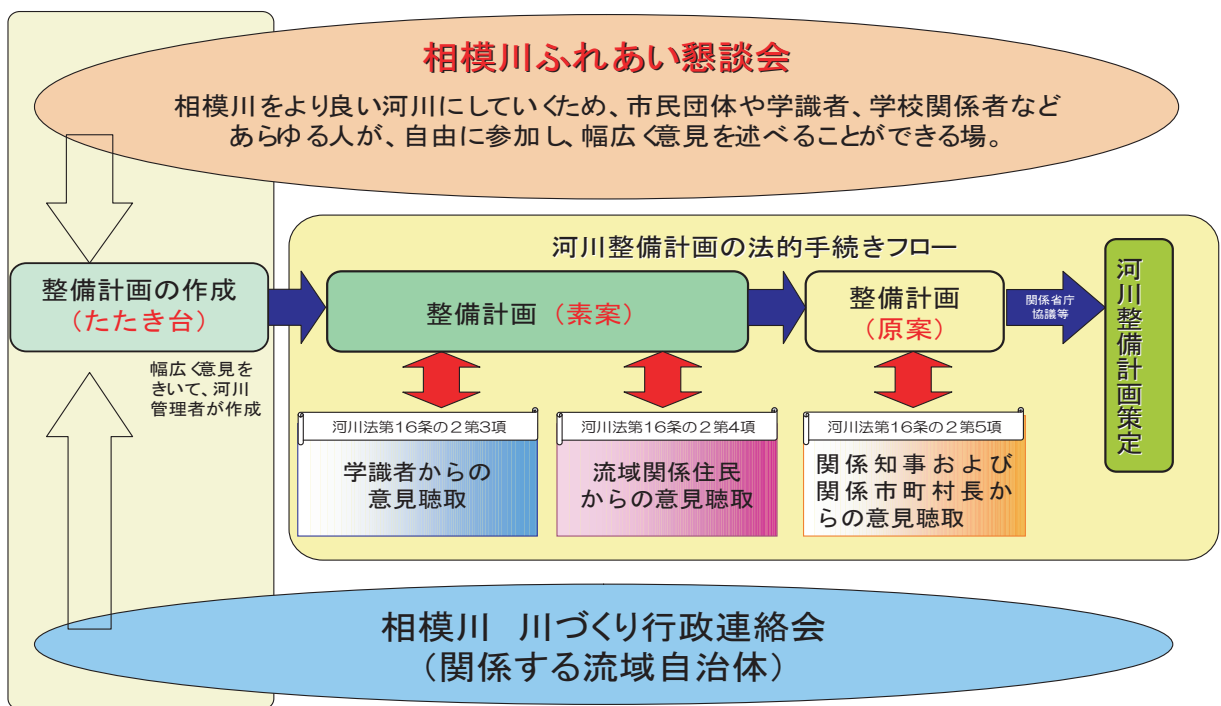 相模川ふれあい懇談会
相模川をより良い河川にしていくため、市民団体や学識者、学校関係者など
あらゆる人が、自由に参加し、幅広く意見を述べることができる場。
河川整備計画の法的手続きフロー
整備計画の作成
(たたき台)
幅広く意見を
きいて、河川
管理者が作成
整備計画(素案)
整備計画
(原案)
関係省庁
協議等
河川整備計画策定
河川法第16条の2第3項
学識者からの
意見聴取
河川法第16条の2第4項
流域関係住民
からの意見聴取
河川法第16条の2第5項
関係知事および
関係市町村長か
らの意見聴取
相模川 川づくり行政連絡会
(関係する流域自治体)